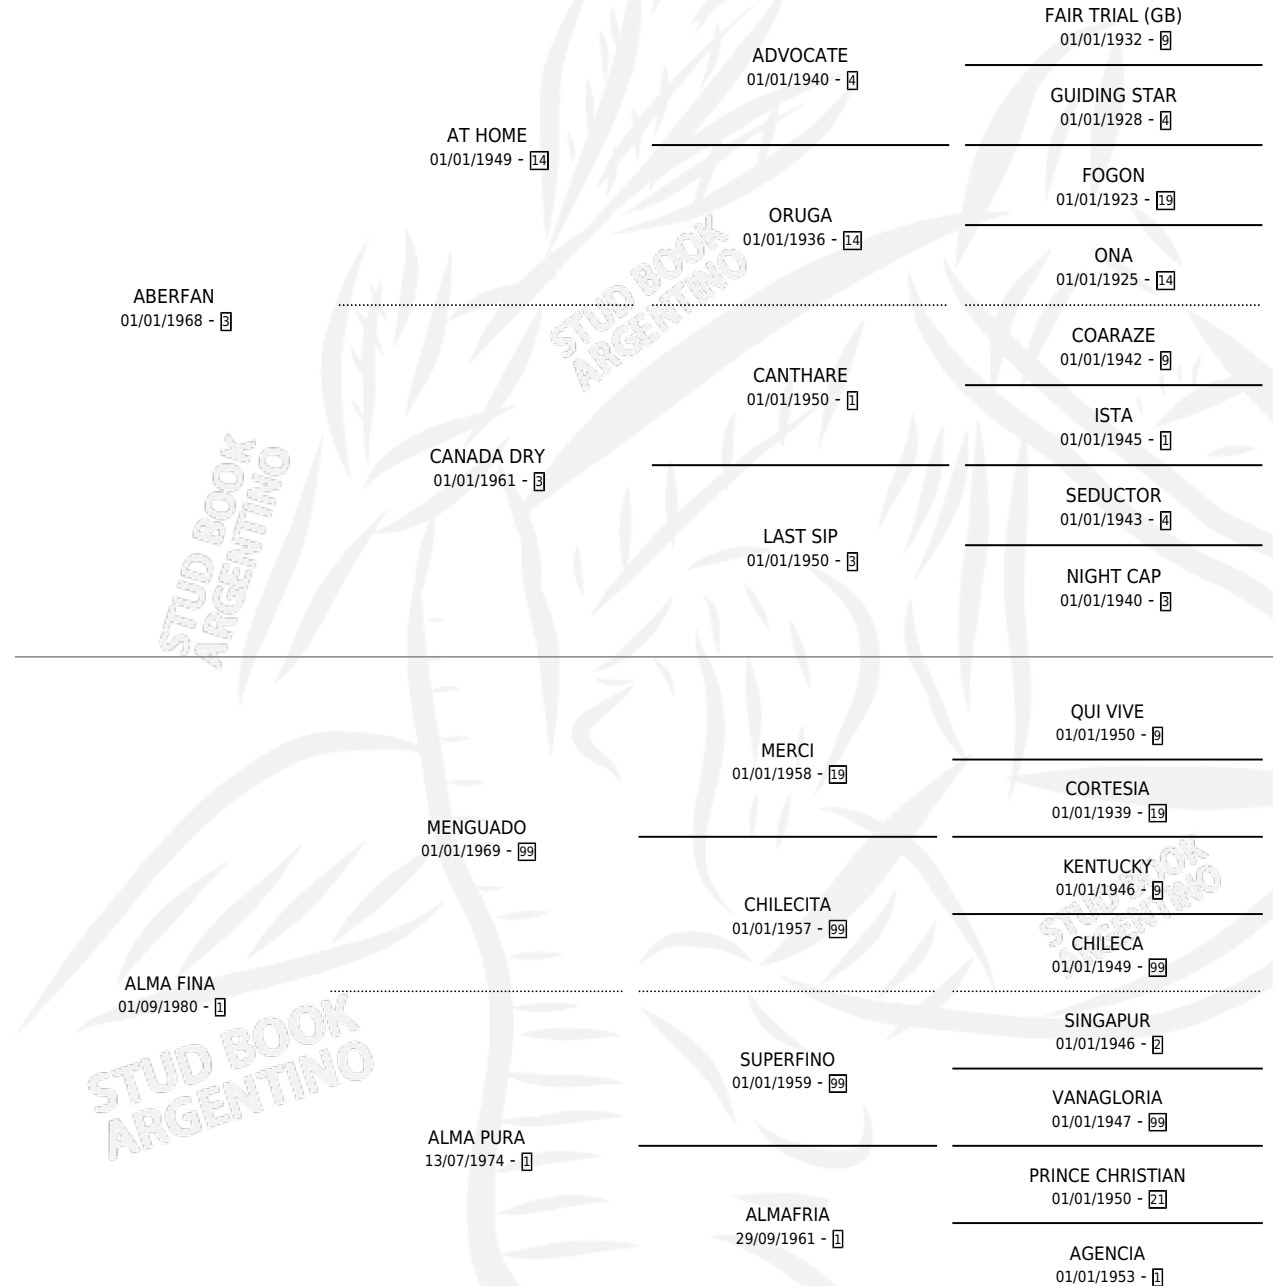 FAIR TRIAL (GB)
01/01/1932 - 9
ADVOCATE
01/01/1940 - 4
GUIDING STAR
01/01/1928 - 4
AT HOME
01/01/1949 - 14
FOGON
01/01/1923 - 19
ORUGA
01/01/1936 - 14
ONA
01/01/1925 - 14
ABERFAN
01/01/1968 - 3
COARAZE
01/01/1942 - 9
CANTHARE
01/01/1950 - 1
ISTA
01/01/1945 - 1
CANADA DRY
01/01/1961 - 3
SEDUCTOR
01/01/1943 - 4
LAST SIP
01/01/1950 - 3
NIGHT CAP
01/01/1940 - 3
STUD BOOK
ARGENTINO
STUD BOOK
ARGENTINO
QUI VIVE
01/01/1950 - 9
MERCI
01/01/1958 - 19
CORTESIA
01/01/1939 - 19
MENGUADO
01/01/1969 - 99
KENTUCKY
01/01/1946 - 9
CHILECITA
01/01/1957 - 99
CHILECA
01/01/1949 - 99
ALMA FINA
01/09/1980 - 1
SINGAPUR
01/01/1946 - 2
SUPERFINO
01/01/1959 - 99
VANAGLORIA
01/01/1947 - 99
ALMA PURA
13/07/1974 - 1
PRINCE CHRISTIAN
01/01/1950 - 21
ALMAFRIA
29/09/1961 - 1
AGENCIA
01/01/1953 - 1
STUD BOOK
ARGENTINO
STUD BOOK
ARGENTINO